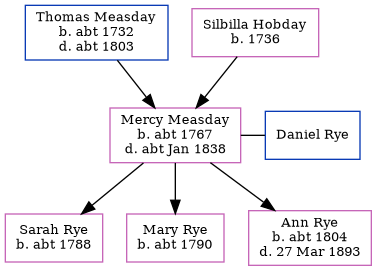 Thomas Measday
b. abt 1732
d. abt 1803
Silbilla Hobday
b. 1736
Mercy Measday
b. abt 1767
d. abt Jan 1838
Daniel Rye
Sarah Rye
b. abt 1788
Mary Rye
b. abt 1790
Ann Rye
b. abt 1804
d. 27 Mar 1893